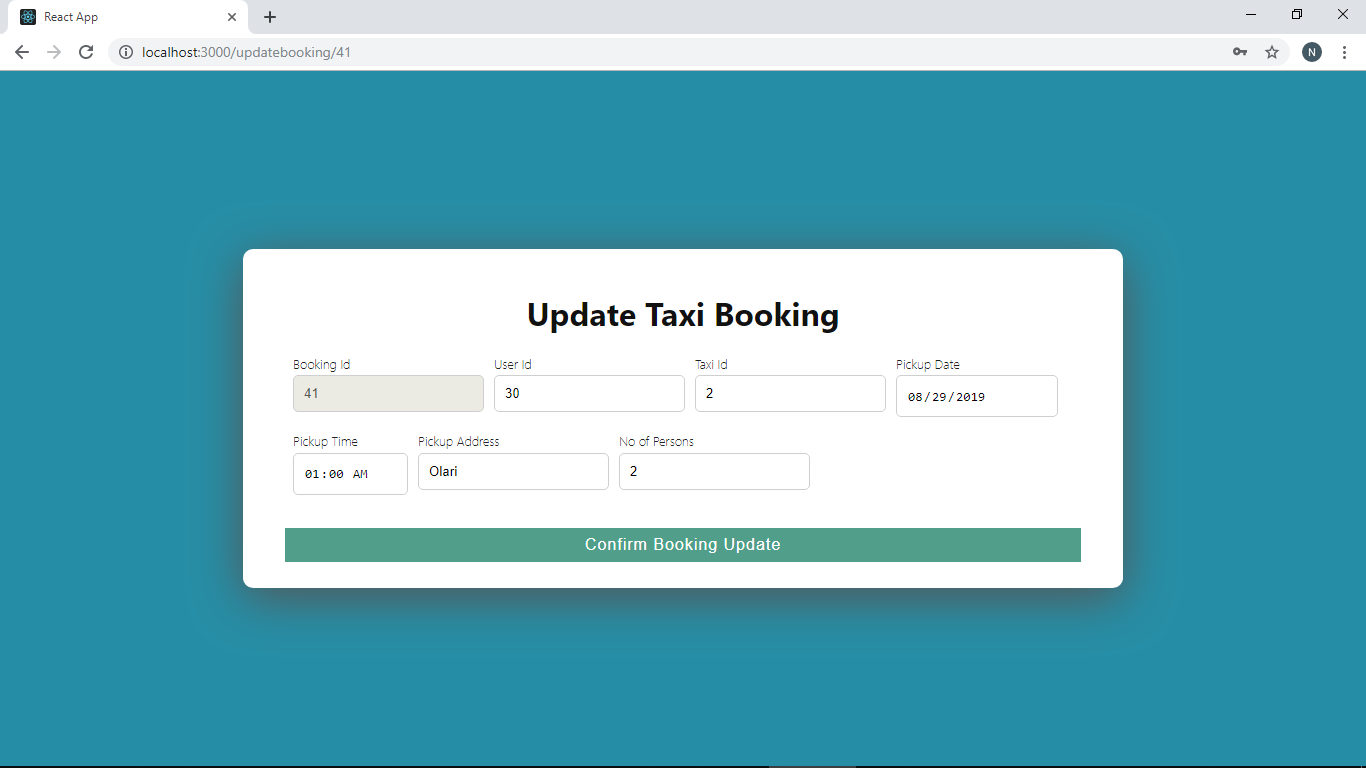 React App
localhost:3000/updatebooking/41
N
Update Taxi Booking
Booking Id User Id Taxi Id Pickup Date
41 30 2 08/29/2019
Pickup Time Pickup Address No of Persons
01:00 AM Olari 2
Confirm Booking Update